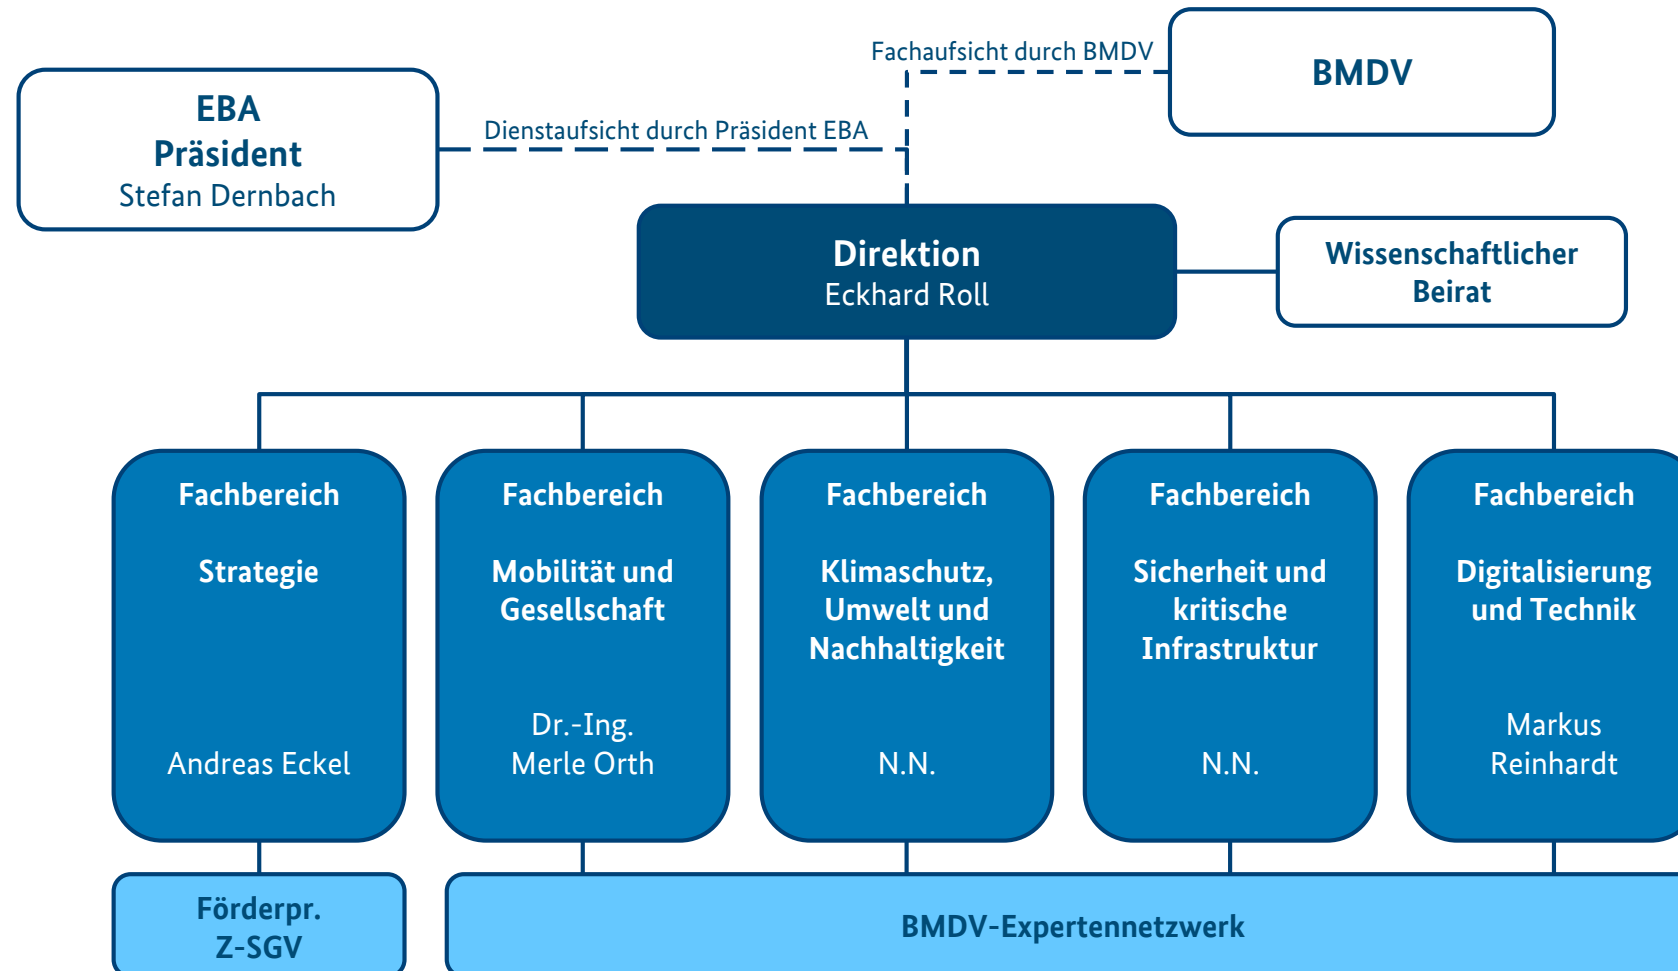 Fachaufsicht durch BMDV
BMDV
EBA
Präsident
Stefan Dernbach
Dienstaufsicht durch Präsident EBA
Direktion
Eckhard Roll
Wissenschaftlicher
Beirat
Fachbereich
Strategie
Andreas Eckel
Fachbereich
Mobilität und
Gesellschaft
Dr.-Ing.
Merle Orth
Fachbereich
Klimaschutz,
Umwelt und
Nachhaltigkeit
N.N.
Fachbereich
Sicherheit und
kritische
Infrastruktur
N.N.
Fachbereich
Digitalisierung
und Technik
Markus
Reinhardt
Förderpr.
Z-SGV
BMDV-Expertennetzwerk